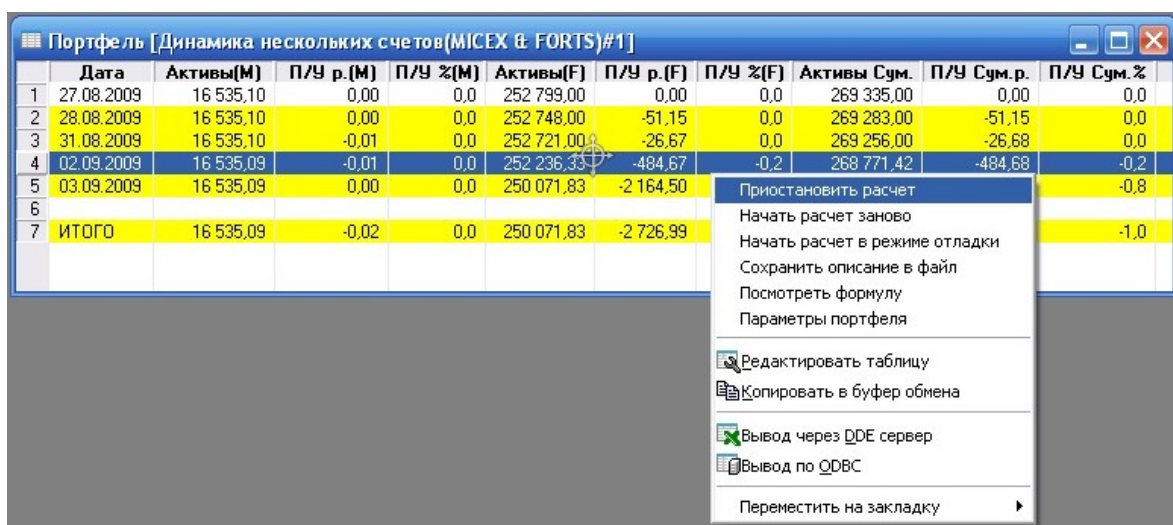 Портфель [Динамика нескольких счетов(MICEX & FORTS)#1]
Дата Активы(M) П/У р.(M) П/У %(M) Активы(F) П/У р.(F) П/У %(F) Активы Сум. П/У Сум.р. П/У Сум.%
1 27.08.2009 16 535,10 0,00 0,0 252 799,00 0,00 0,0 269 335,00 0,00 0,0
2 28.08.2009 16 535,10 0,00 0,0 252 748,00 -51,15 0,0 269 283,00 -51,15 0,0
3 31.08.2009 16 535,10 -0,01 0,0 252 721,00 -26,67 0,0 269 256,00 -26,68 0,0
4 02.09.2009 16 535,09 -0,01 0,0 252 236,33 -484,67 -0,2 268 771,42 -484,68 -0,2
5 03.09.2009 16 535,09 0,00 0,0 250 071,83 -2 164,50 -0,8
6
7 ИТОГО 16 535,09 -0,02 0,0 250 071,83 -2 726,99 -1,0
Приостановить расчет
Начать расчет заново
Начать расчет в режиме отладки
Сохранить описание в файл
Посмотреть формулу
Параметры портфеля
Редактировать таблицу
Копировать в буфер обмена
Вывод через DDE сервер
Вывод по ODBC
Переместить на закладку